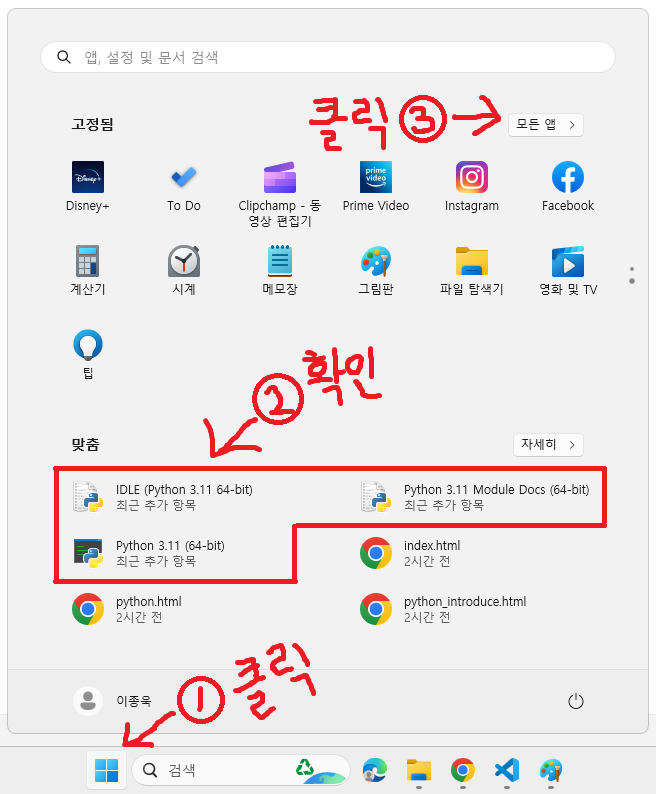 앱, 설정 및 문서 검색
고정됨
클릭 ③
모든 앱
Disney+
Disney+
To Do
Clipchamp - 동
영상 편집기
prime
video
Prime Video
Instagram
Facebook
계산기
시계
메모장
그림판
파일 탐색기
영화 및 TV
팁
② 확인
맞춤
자세히
IDLE (Python 3.11 64-bit)
최근 추가 항목
Python 3.11 Module Docs (64-bit)
최근 추가 항목
Python 3.11 (64-bit)
최근 추가 항목
index.html
2시간 전
python.html
2시간 전
python_introduce.html
2시간 전
이종욱
① 클릭
검색